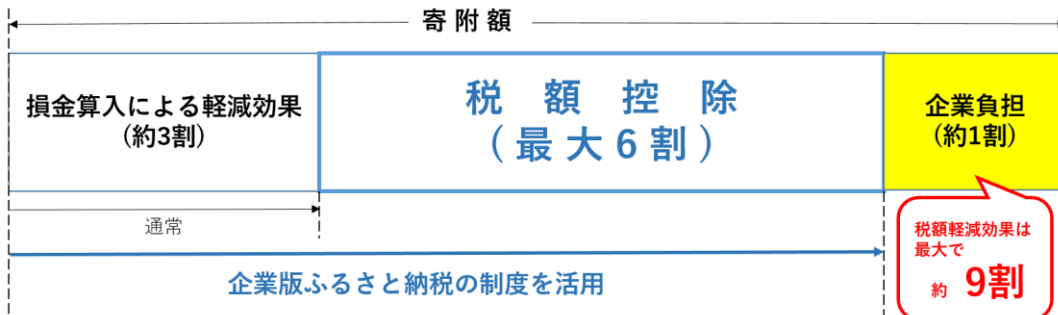 寄附額
損金算入による軽減効果
(約3割)
税額控除
(最大6割)
企業負担
(約1割)
通常
企業版ふるさと納税の制度を活用
税額軽減効果は
最大で
約 9割